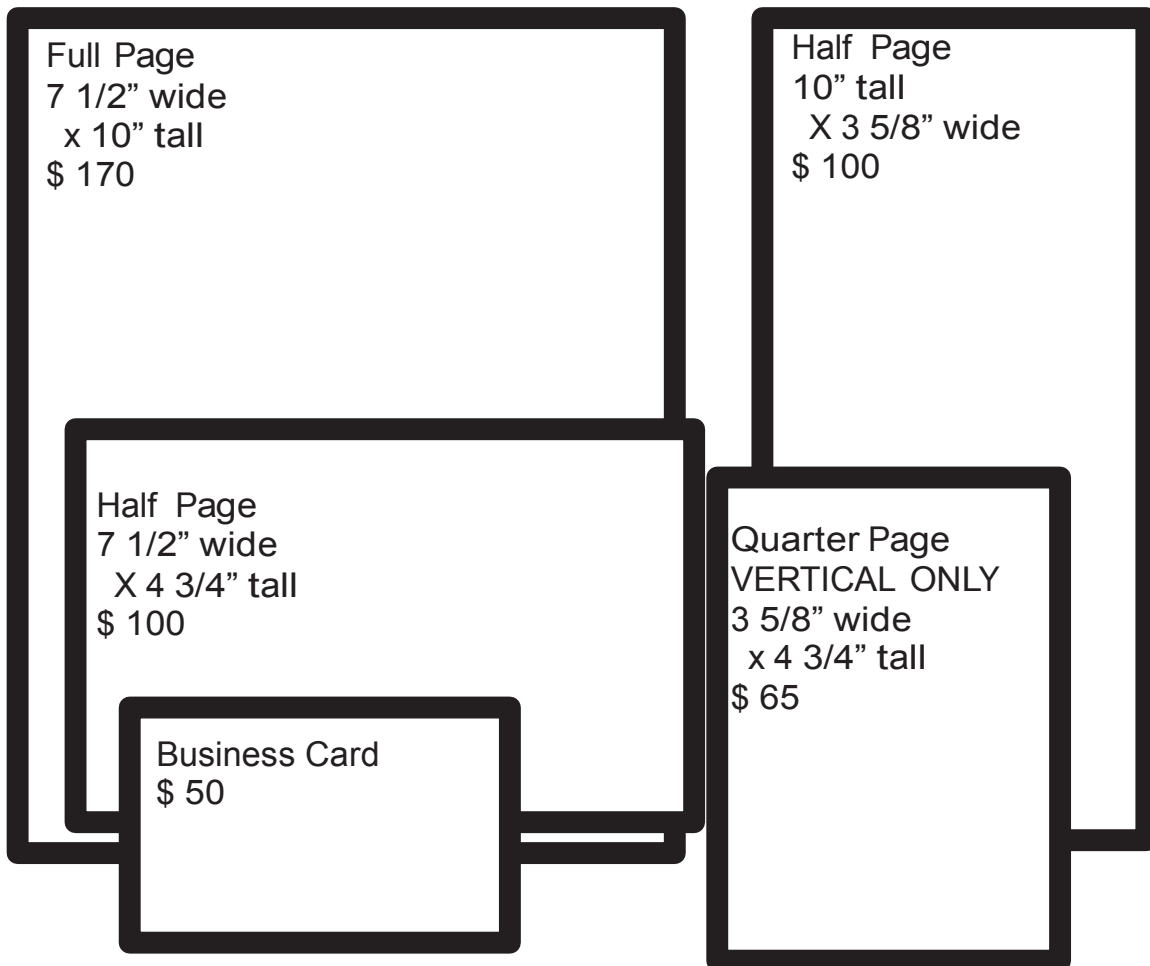 Full Page
7 1/2” wide
x 10” tall
$ 170
Half Page
10” tall
X 3 5/8” wide
$ 100
Half Page
7 1/2” wide
X 4 3/4” tall
$ 100
Quarter Page
VERTICAL ONLY
3 5/8” wide
x 4 3/4” tall
$ 65
Business Card
$ 50